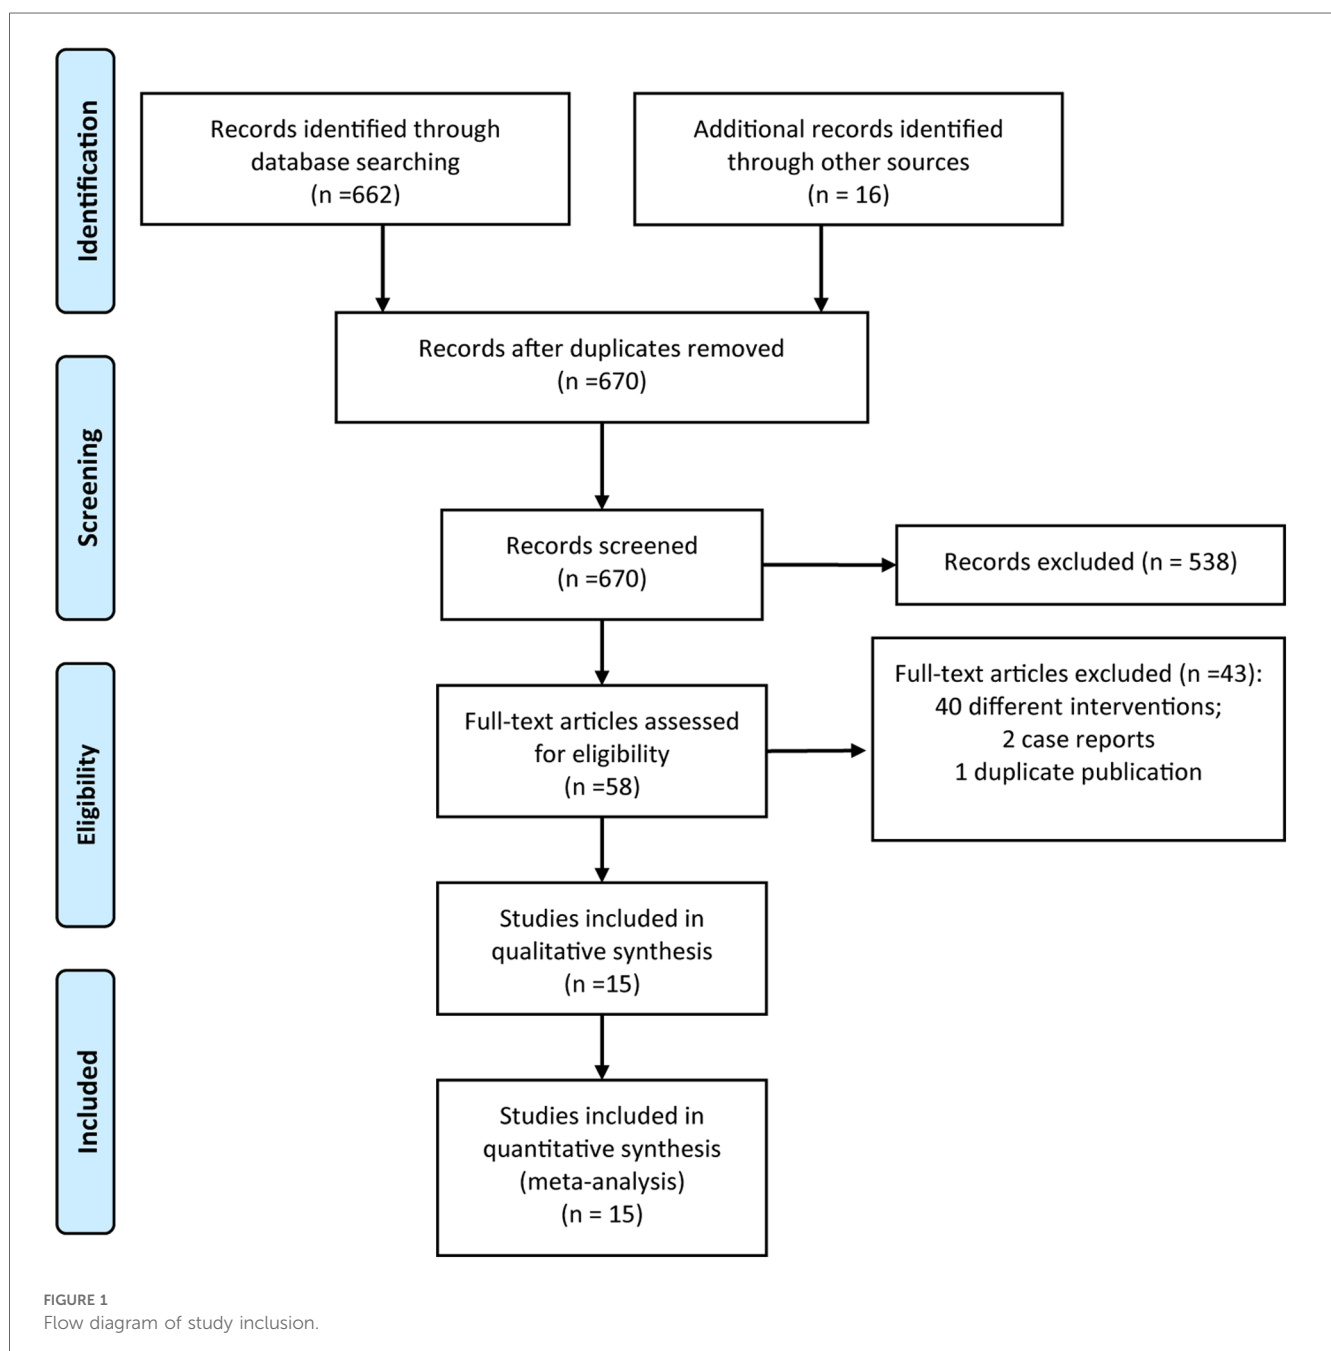 Identification
Records identified through
database searching
(n =662)
Additional records identified
through other sources
(n = 16)
Records after duplicates removed
(n =670)
Screening
Records screened
(n =670)
Records excluded (n = 538)
Eligibility
Full-text articles assessed
for eligibility
(n =58)
Full-text articles excluded (n =43):
40 different interventions;
2 case reports
1 duplicate publication
Studies included in
qualitative synthesis
(n =15)
Included
Studies included in
quantitative synthesis
(meta-analysis)
(n = 15)
FIGURE 1
Flow diagram of study inclusion.